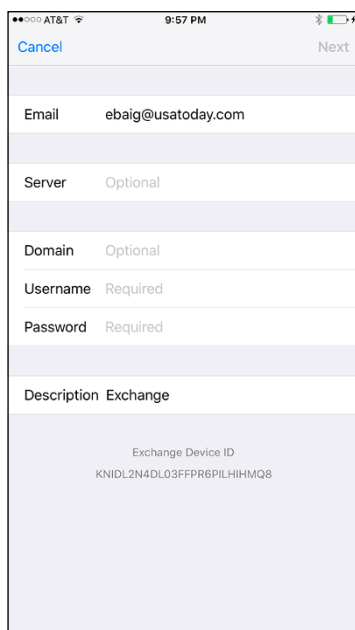 AT&T 9:57 PM
Cancel Next
Email ebaig@usatoday.com
Server Optional
Domain Optional
Username Required
Password Required
Description Exchange
Exchange Device ID
KNIDL2N4DL03FFPR6PILHIHMQ8